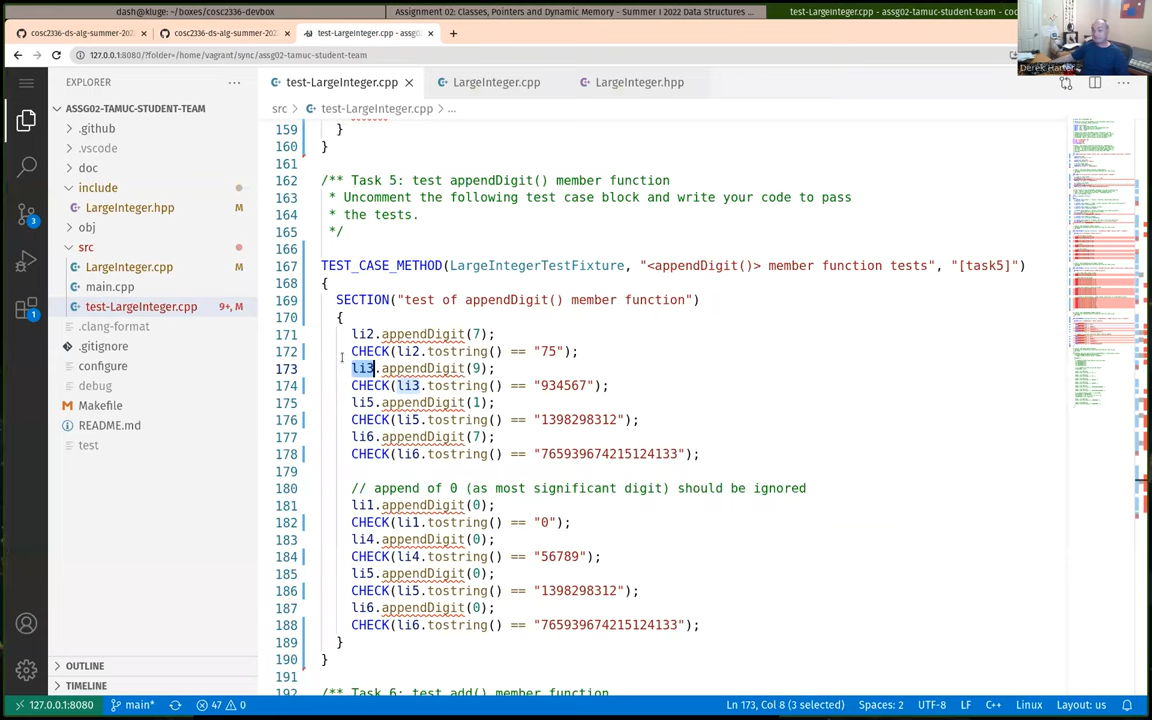 dash@kluge: ~/boxes/cosc2336-devbox
Assignment 02: Classes, Pointers and Dynamic Memory - Summer I 2022 Data Structures ...
test-LargeInteger.cpp - assg02-tamuc-student-team - cod
cosc2336-ds-alg-summer-202
cosc2336-ds-alg-summer-202
test-LargeInteger.cpp - assg
127.0.0.1:8080/?folder=/home/vagrant/sync/assg02-tamuc-student-team
EXPLORER
test-LargeInteger.cpp
LargeInteger.cpp
LargeInteger.hpp
ASSG02-TAMUC-STUDENT-TEAM
.github
.vscode
doc
include
LargeInteger.hpp M
obj
src
LargeInteger.cpp M
main.cpp
test-LargeInteger.cpp 9+, M
.clang-format
.gitignore
configure
debug
Makefile
README.md
test
OUTLINE
TIMELINE
3
1
src > test-LargeInteger.cpp > ...
159 }
160 }
161
162 /** Task 5: test appendDigit() member function
163 * Uncomment the following test case block and write your code to pass
164 * the tests.
165 */
166
167 TEST_CASE_METHOD(LargeIntegerTestFixture, "<appendDigit()> member function tests", "[task5]")
168 {
169 SECTION("test of appendDigit() member function")
170 {
171 li2.appendDigit(7);
172 CHECK(li2.tostring() == "75");
173 li3.appendDigit(9);
174 CHECK(li3.tostring() == "934567");
175 li5.appendDigit(1);
176 CHECK(li5.tostring() == "1398298312");
177 li6.appendDigit(7);
178 CHECK(li6.tostring() == "765939674215124133");
179
180 // append of 0 (as most significant digit) should be ignored
181 li1.appendDigit(0);
182 CHECK(li1.tostring() == "0");
183 li4.appendDigit(0);
184 CHECK(li4.tostring() == "56789");
185 li5.appendDigit(0);
186 CHECK(li5.tostring() == "1398298312");
187 li6.appendDigit(0);
188 CHECK(li6.tostring() == "765939674215124133");
189 }
190 }
191
192 /** Task 6: test add() member function
Derek Harter
127.0.0.1:8080 main* 47 0 Ln 173, Col 8 (3 selected) Spaces: 2 UTF-8 LF C++ Linux Layout: us